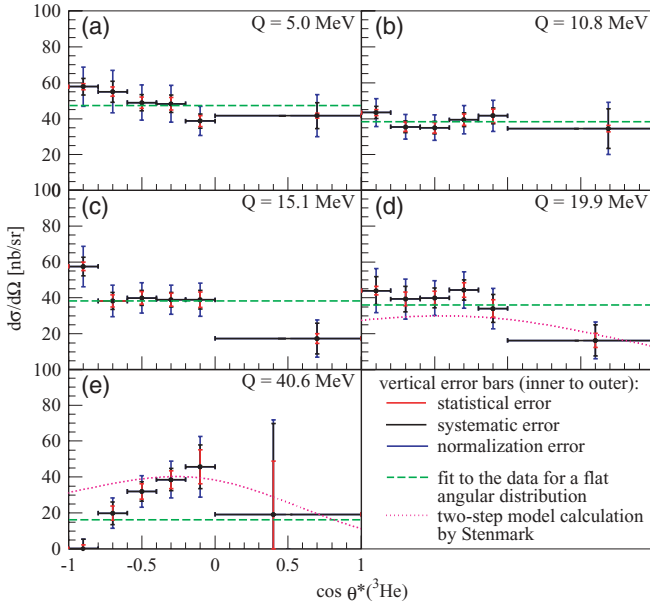 (a) Q = 5.0 MeV
(b) Q = 10.8 MeV
100
80
60
40
20
0
(c) Q = 15.1 MeV
(d) Q = 19.9 MeV
100
80
60
40
20
0
(e) Q = 40.6 MeV
100
80
60
40
20
0
dσ/dΩ [nb/sr]
-1 -0.5 0 0.5 1
0.5 1
cos θ*(³He)
vertical error bars (inner to outer):
statistical error
systematic error
normalization error
fit to the data for a flat
angular distribution
two-step model calculation
by Stenmark